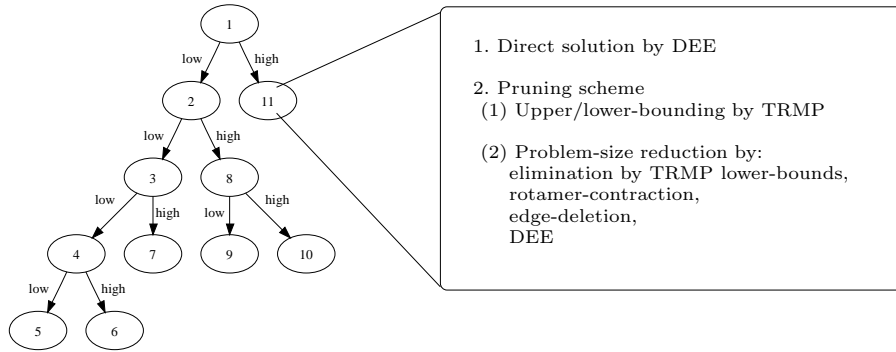 1
low
high
2
11
low
high
3
8
low
high
low
high
4
7
9
10
low
high
5
6
1. Direct solution by DEE
2. Pruning scheme
(1) Upper/lower-bounding by TRMP
(2) Problem-size reduction by:
elimination by TRMP lower-bounds,
rotamer-contraction,
edge-deletion,
DEE